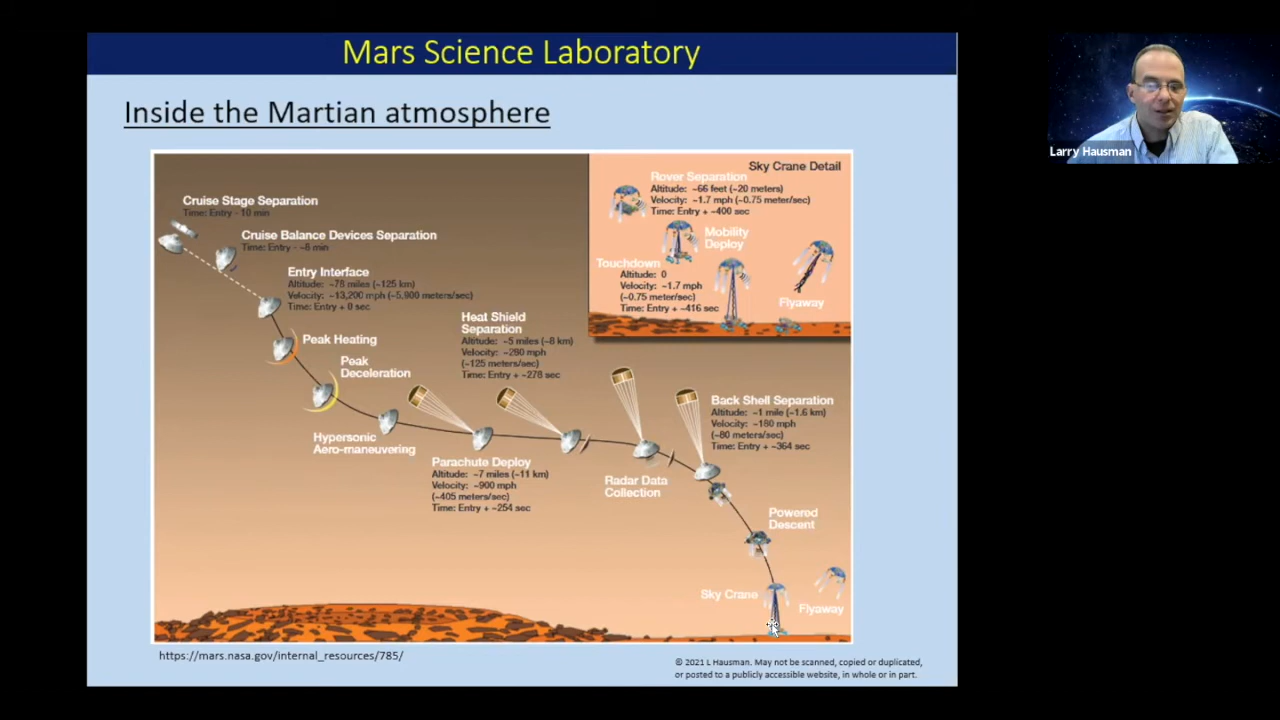 Mars Science Laboratory
Inside the Martian atmosphere
Cruise Stage Separation
Time: Entry - 10 min
Cruise Balance Devices Separation
Time: Entry - ~8 min
Entry Interface
Altitude: ~78 miles (~125 km)
Velocity: ~13,200 mph (~5,900 meters/sec)
Time: Entry + 0 sec
Peak Heating
Peak
Deceleration
Hypersonic
Aero-maneuvering
Parachute Deploy
Altitude: ~7 miles (~11 km)
Velocity: ~900 mph
(~405 meters/sec)
Time: Entry + ~254 sec
Heat Shield
Separation
Altitude: ~5 miles (~8 km)
Velocity: ~280 mph
(~125 meters/sec)
Time: Entry + ~278 sec
Radar Data
Collection
Back Shell Separation
Altitude: ~1 mile (~1.6 km)
Velocity: ~180 mph
(~80 meters/sec)
Time: Entry + ~364 sec
Powered
Descent
Sky Crane
Flyaway
Sky Crane Detail
Rover Separation
Altitude: ~66 feet (~20 meters)
Velocity: ~1.7 mph (~0.75 meter/sec)
Time: Entry + ~400 sec
Mobility
Deploy
Touchdown
Altitude: 0
Velocity: ~1.7 mph
(~0.75 meter/sec)
Time: Entry + ~416 sec
Flyaway
https://mars.nasa.gov/internal_resources/785/
© 2021 L Hausman. May not be scanned, copied or duplicated,
or posted to a publicly accessible website, in whole or in part.
Larry Hausman